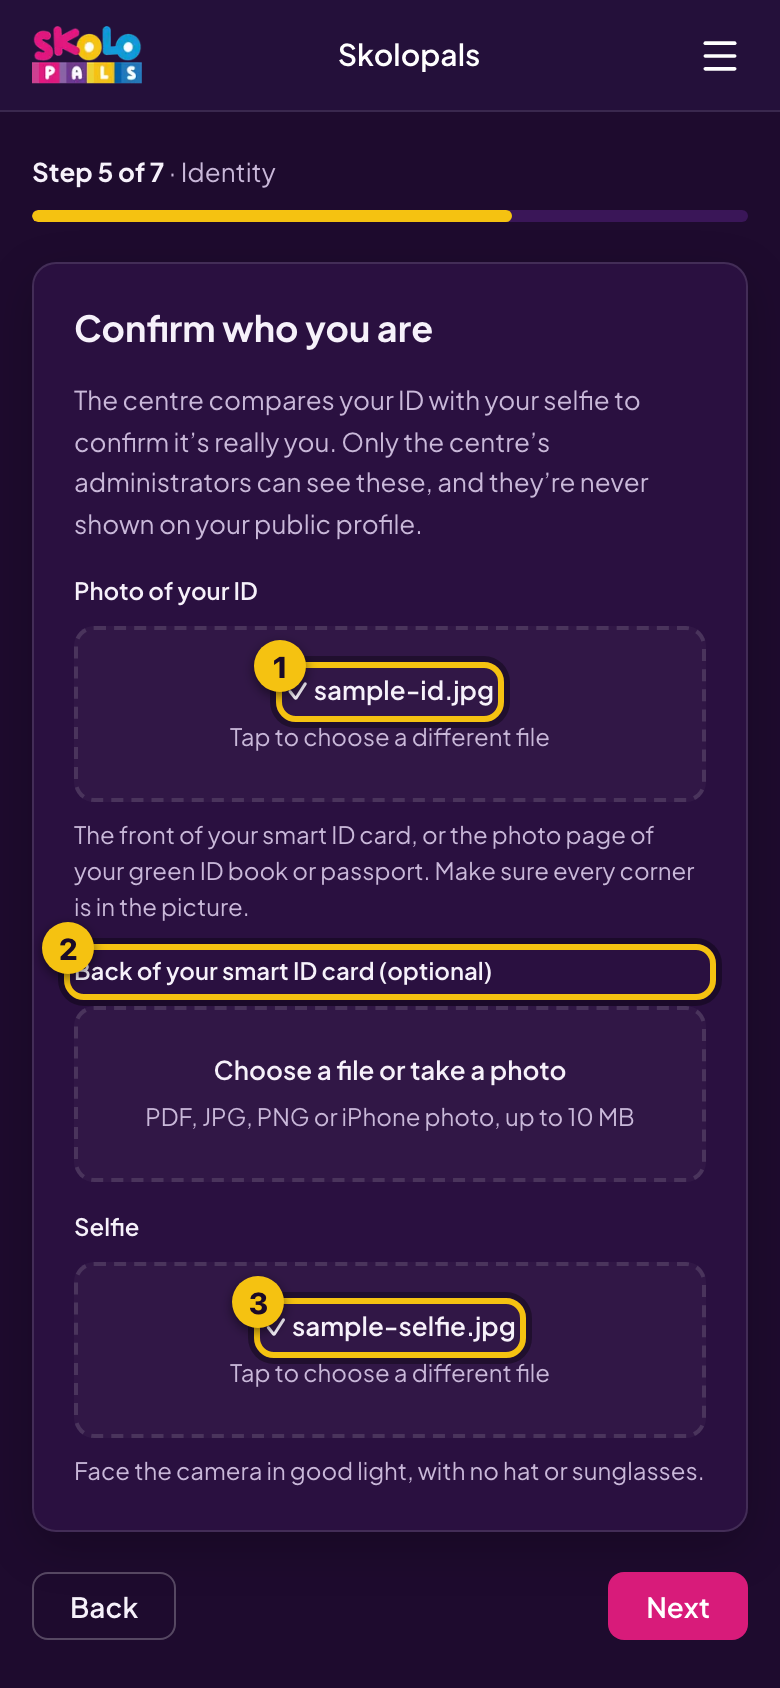 SKOLO
PALS
Skolopals
Step 5 of 7 · Identity
Confirm who you are
The centre compares your ID with your selfie to
confirm it’s really you. Only the centre’s
administrators can see these, and they’re never
shown on your public profile.
Photo of your ID
1
✓ sample-id.jpg
Tap to choose a different file
The front of your smart ID card, or the photo page of
your green ID book or passport. Make sure every corner
is in the picture.
2
Back of your smart ID card (optional)
Choose a file or take a photo
PDF, JPG, PNG or iPhone photo, up to 10 MB
Selfie
3
✓ sample-selfie.jpg
Tap to choose a different file
Face the camera in good light, with no hat or sunglasses.
Back
Next